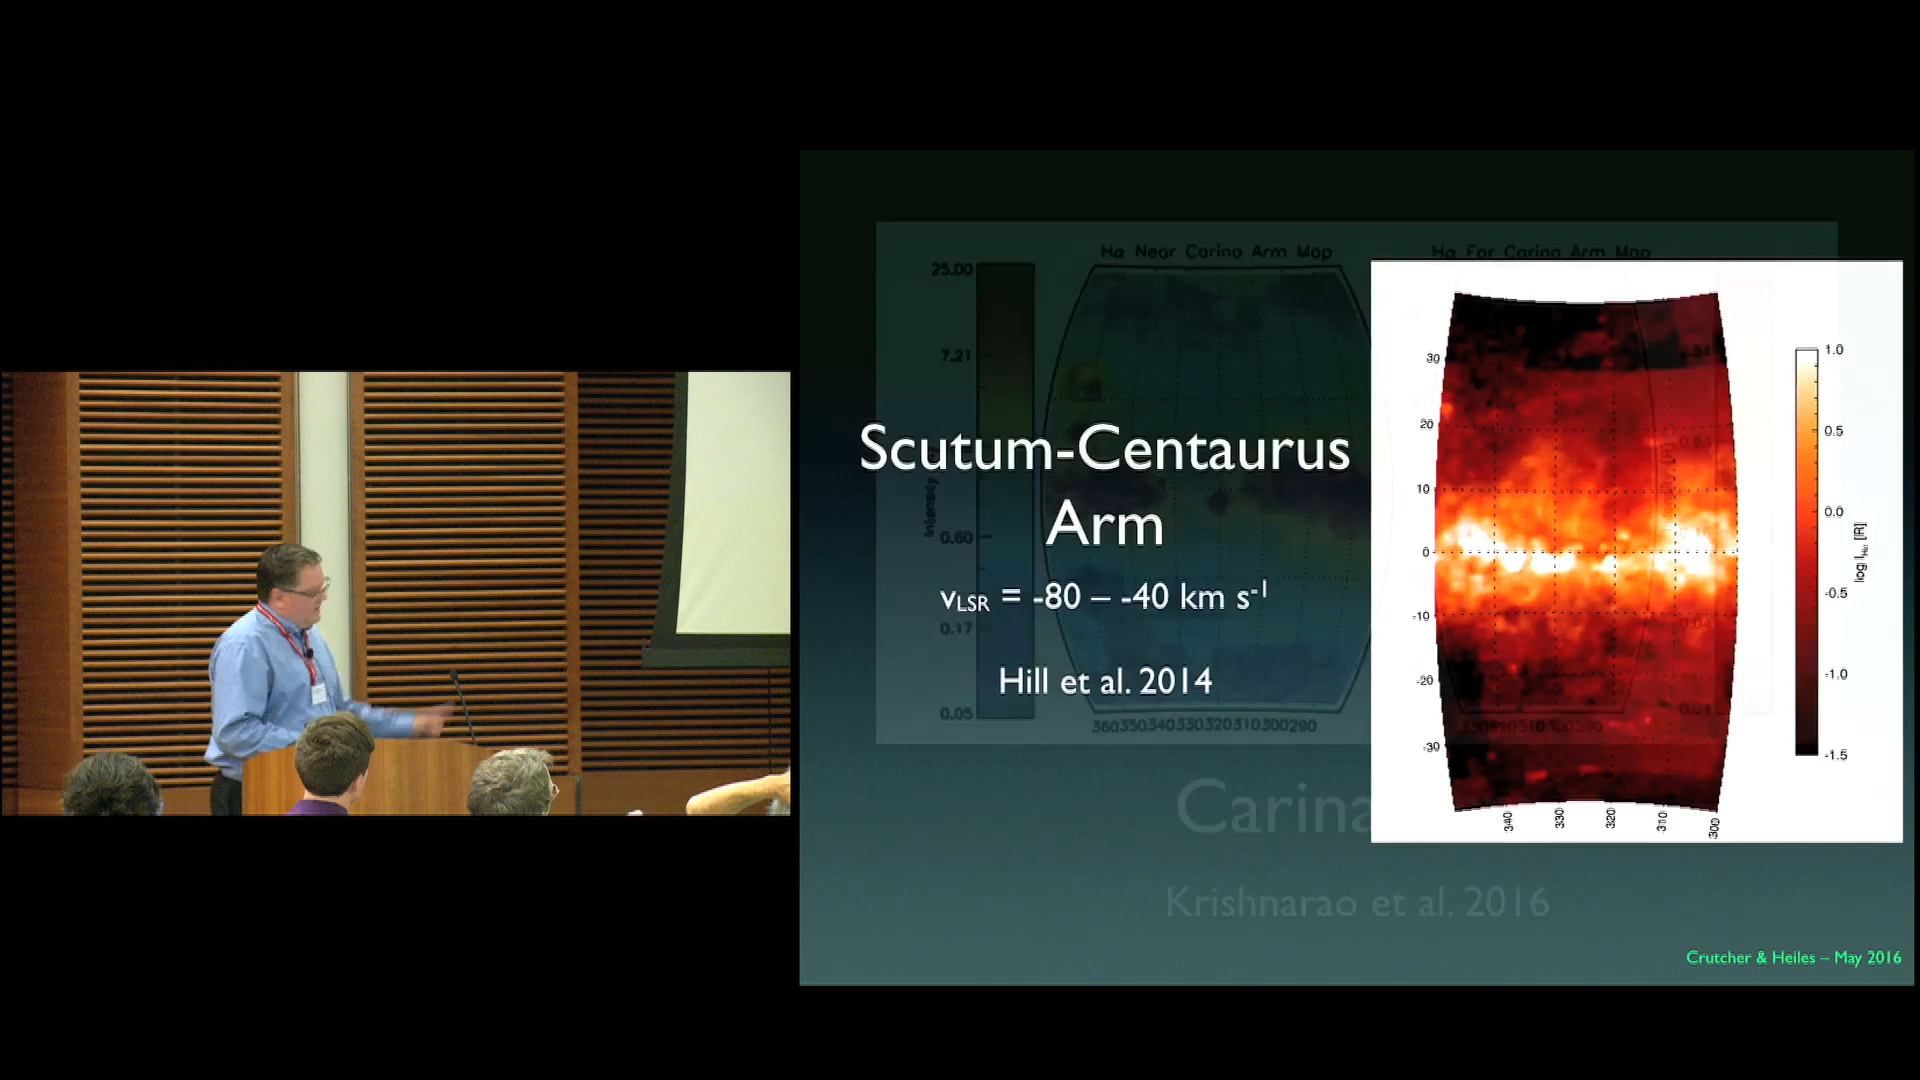 Hα Near Carina Arm Map
Hα Far Carina Arm Map
25.00
7.21
Intensity
0.60
0.17
0.05
360350340330320310300290
Scutum-Centaurus
Arm
vLSR = -80 – -40 km s-1
Hill et al. 2014
30
20
10
0
-10
-20
-30
340
330
320
310
300
1.0
0.5
0.0
-0.5
-1.0
-1.5
log IHα [R]
Carina
Krishnarao et al. 2016
Crutcher & Heiles – May 2016